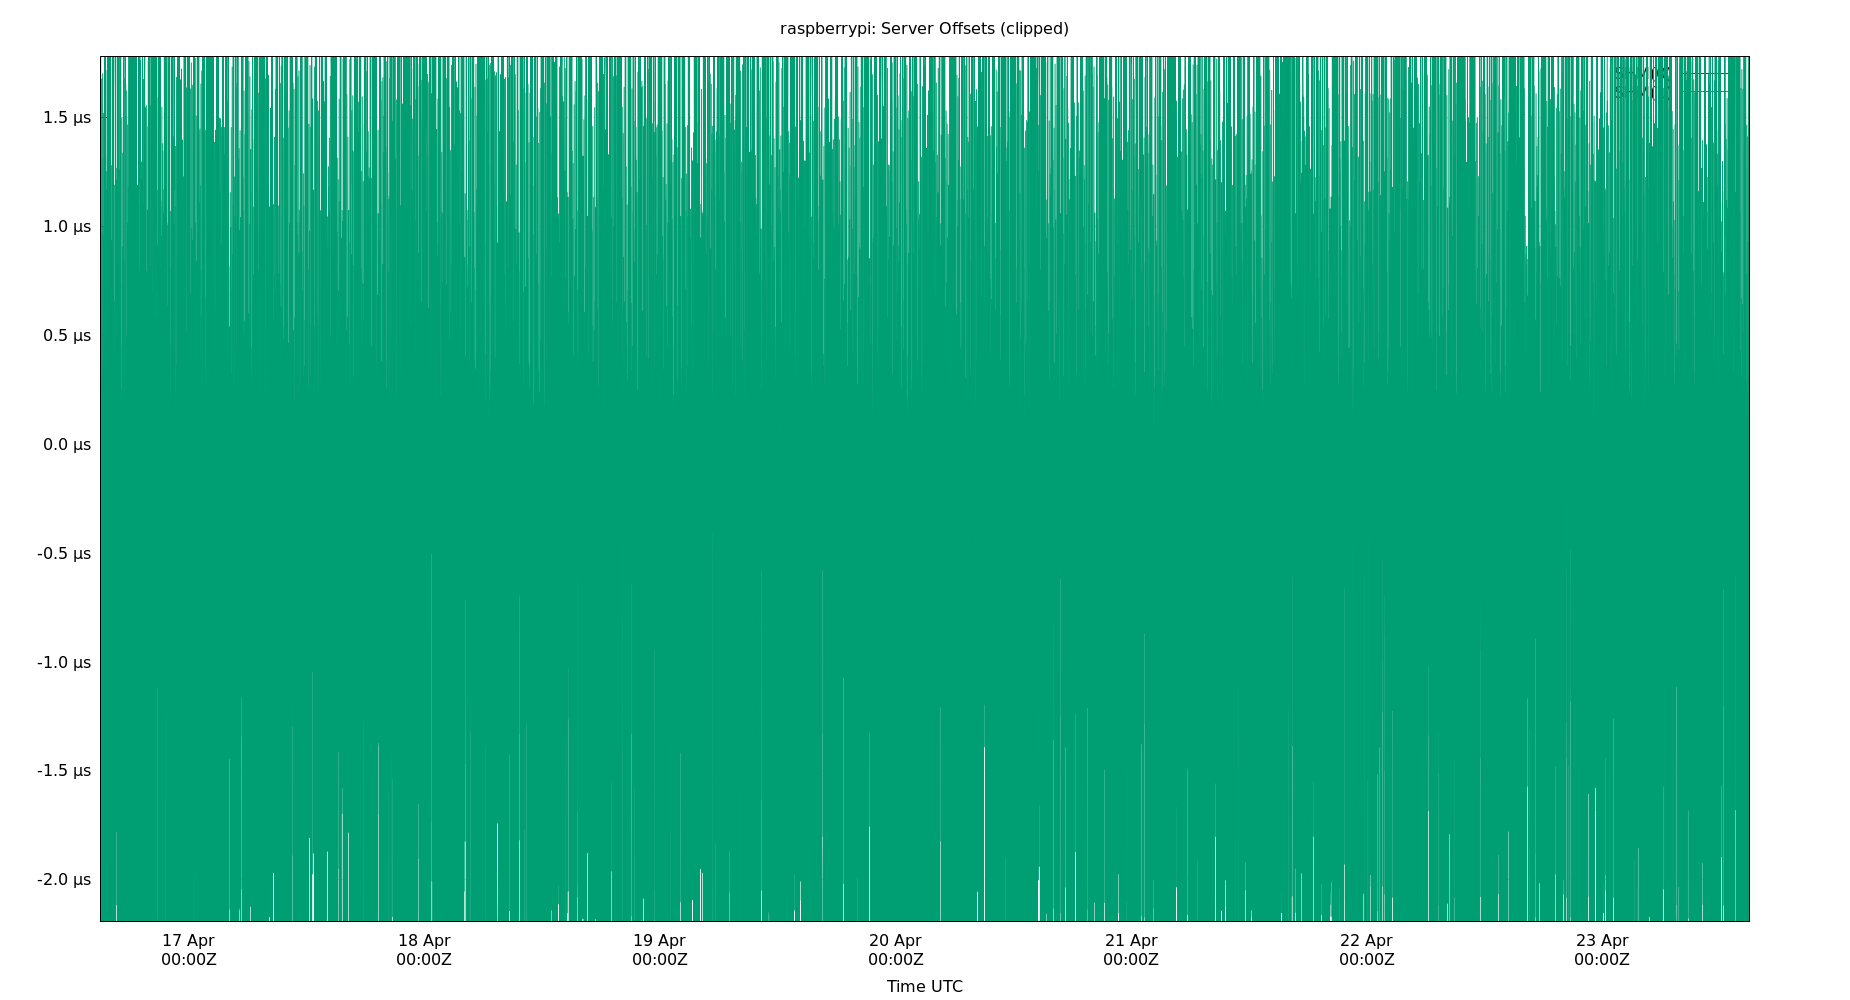 raspberrypi: Server Offsets (clipped)
1.5 µs
1.0 µs
0.5 µs
0.0 µs
-0.5 µs
-1.0 µs
-1.5 µs
-2.0 µs
17 Apr
00:00Z
18 Apr
00:00Z
19 Apr
00:00Z
20 Apr
00:00Z
21 Apr
00:00Z
22 Apr
00:00Z
23 Apr
00:00Z
Time UTC